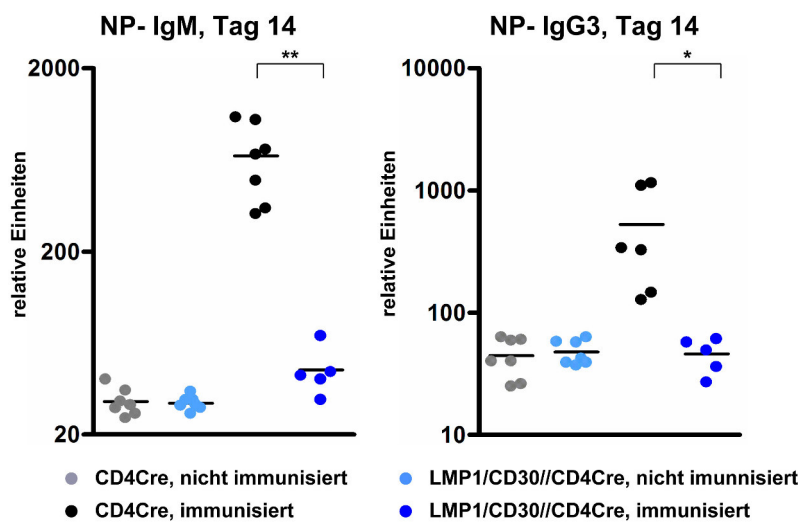 NP- IgM, Tag 14
**
2000
200
20
relative Einheiten
NP- IgG3, Tag 14
*
10000
1000
100
10
relative Einheiten
CD4Cre, nicht immunisiert
LMP1/CD30//CD4Cre, nicht imunnisiert
CD4Cre, immunisiert
LMP1/CD30//CD4Cre, immunisiert